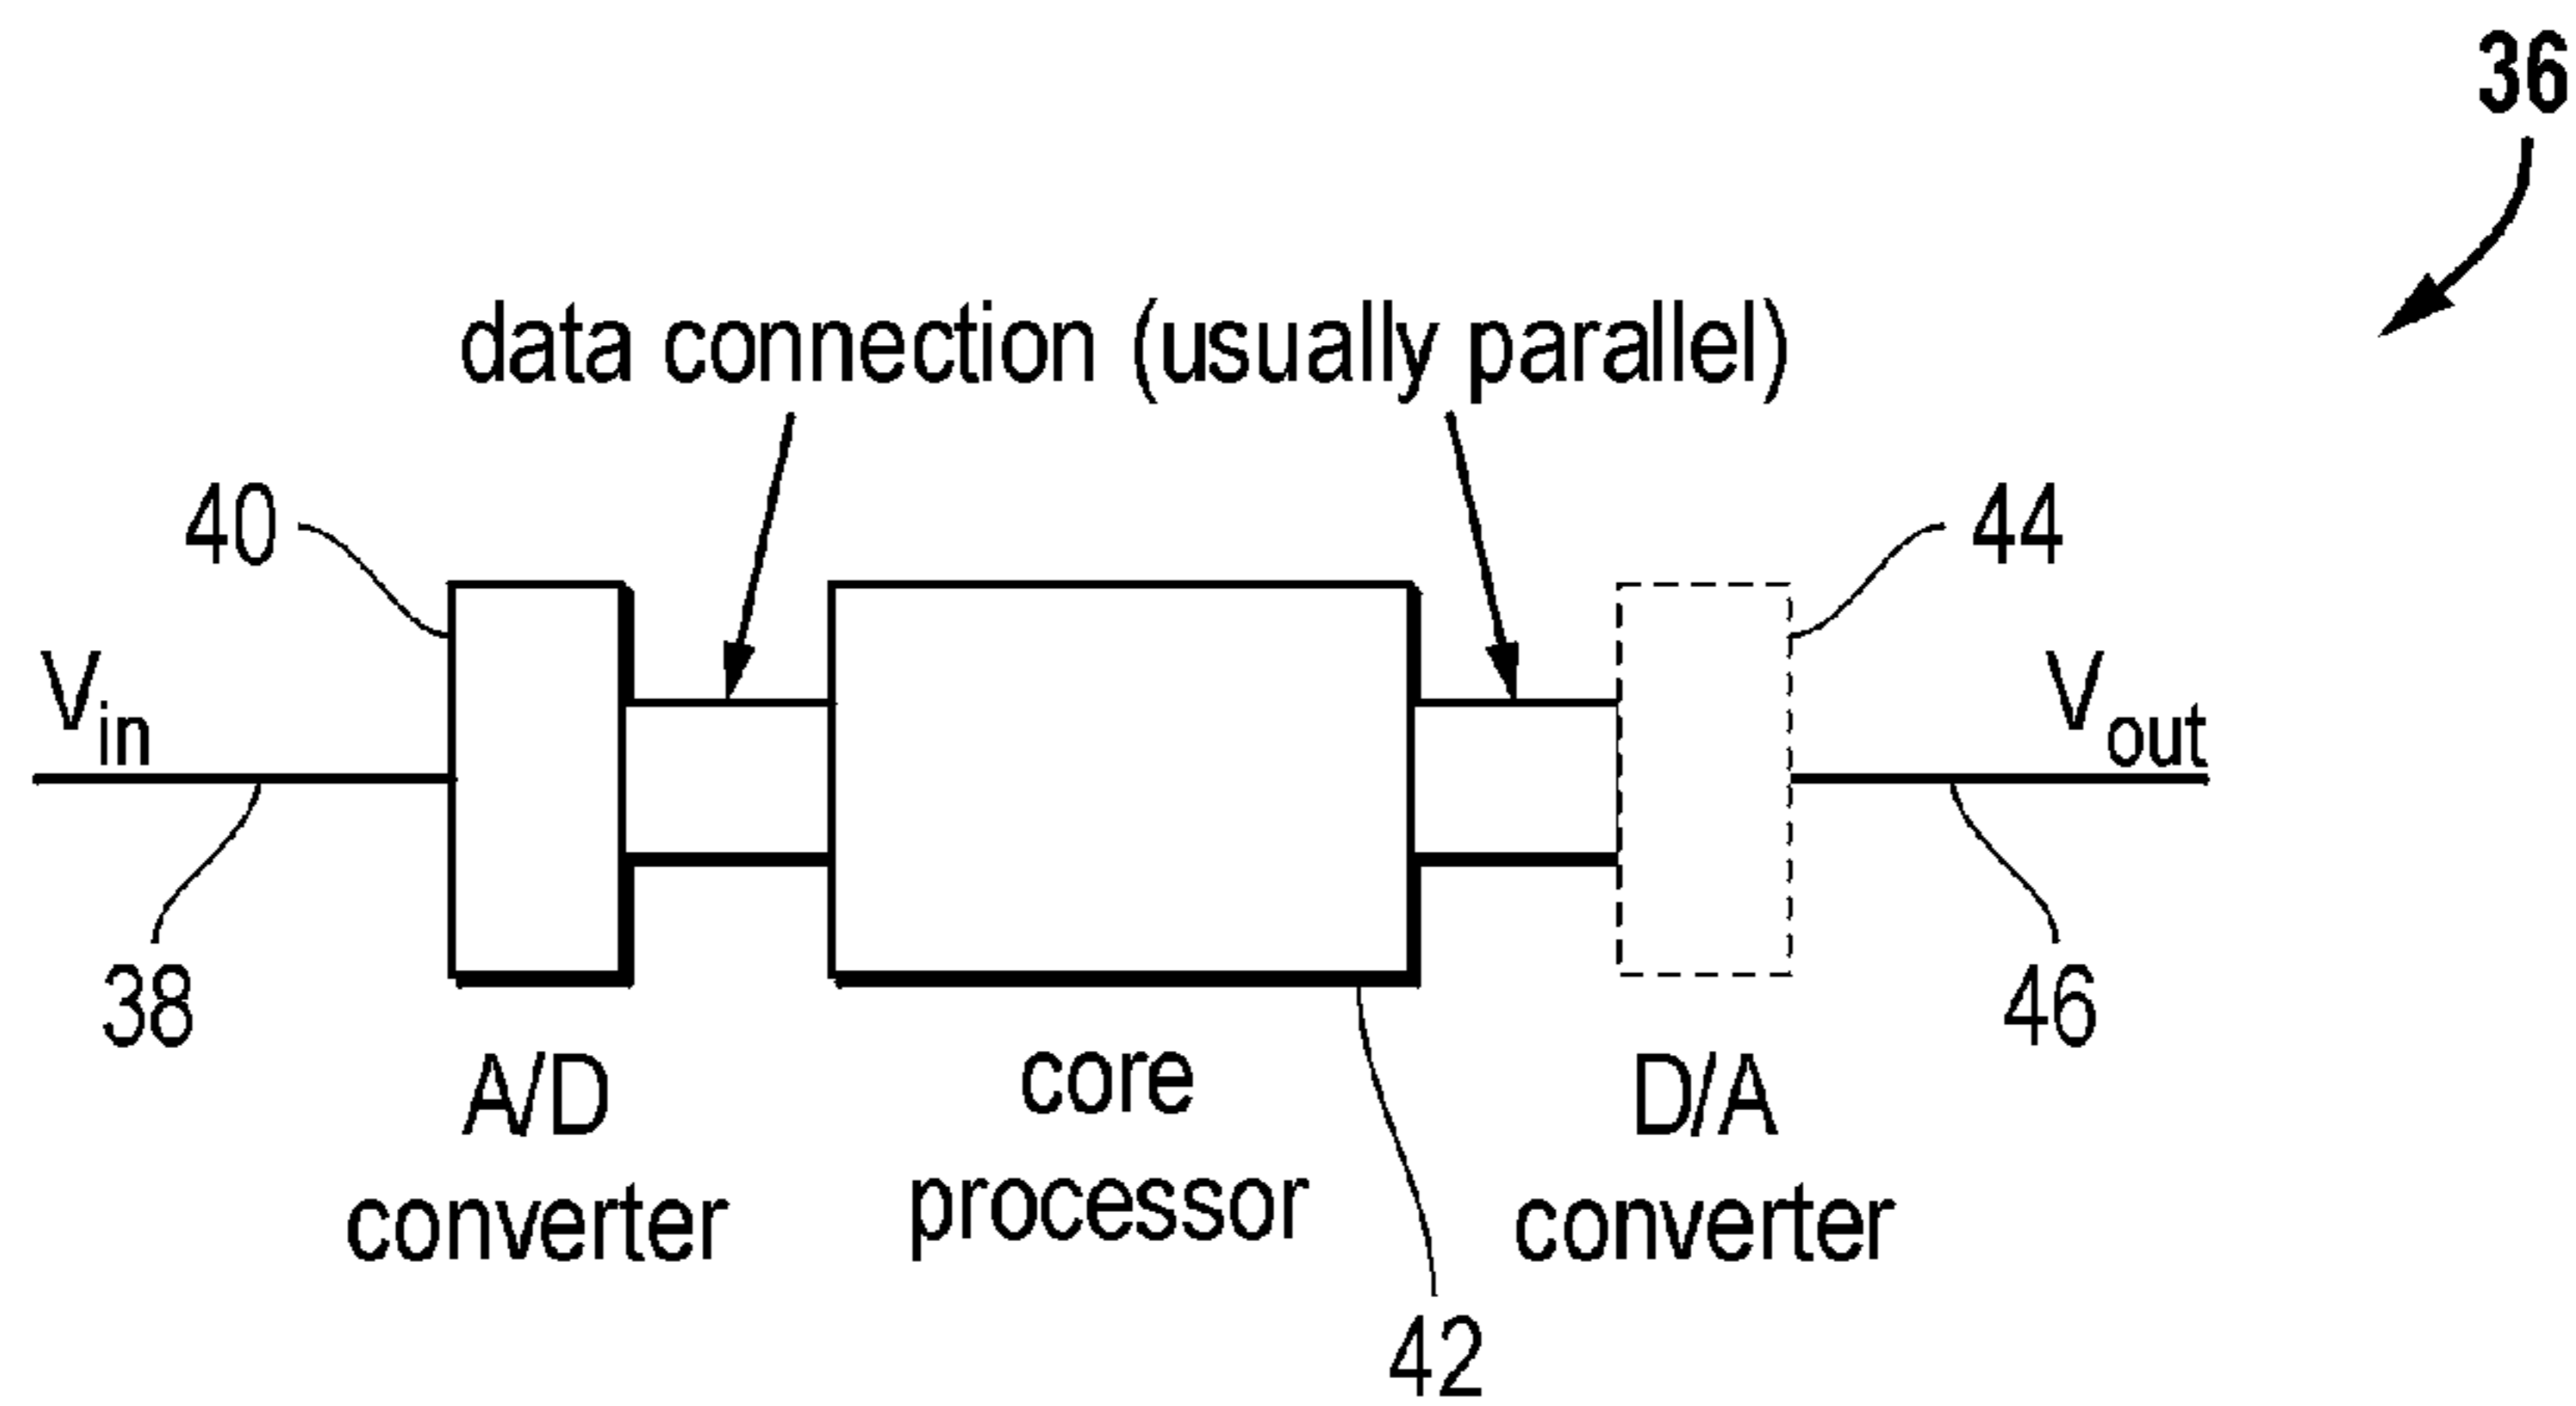 36
data connection (usually parallel)
40
44
Vin
Vout
38
46
A/D
converter
core
processor
D/A
converter
42